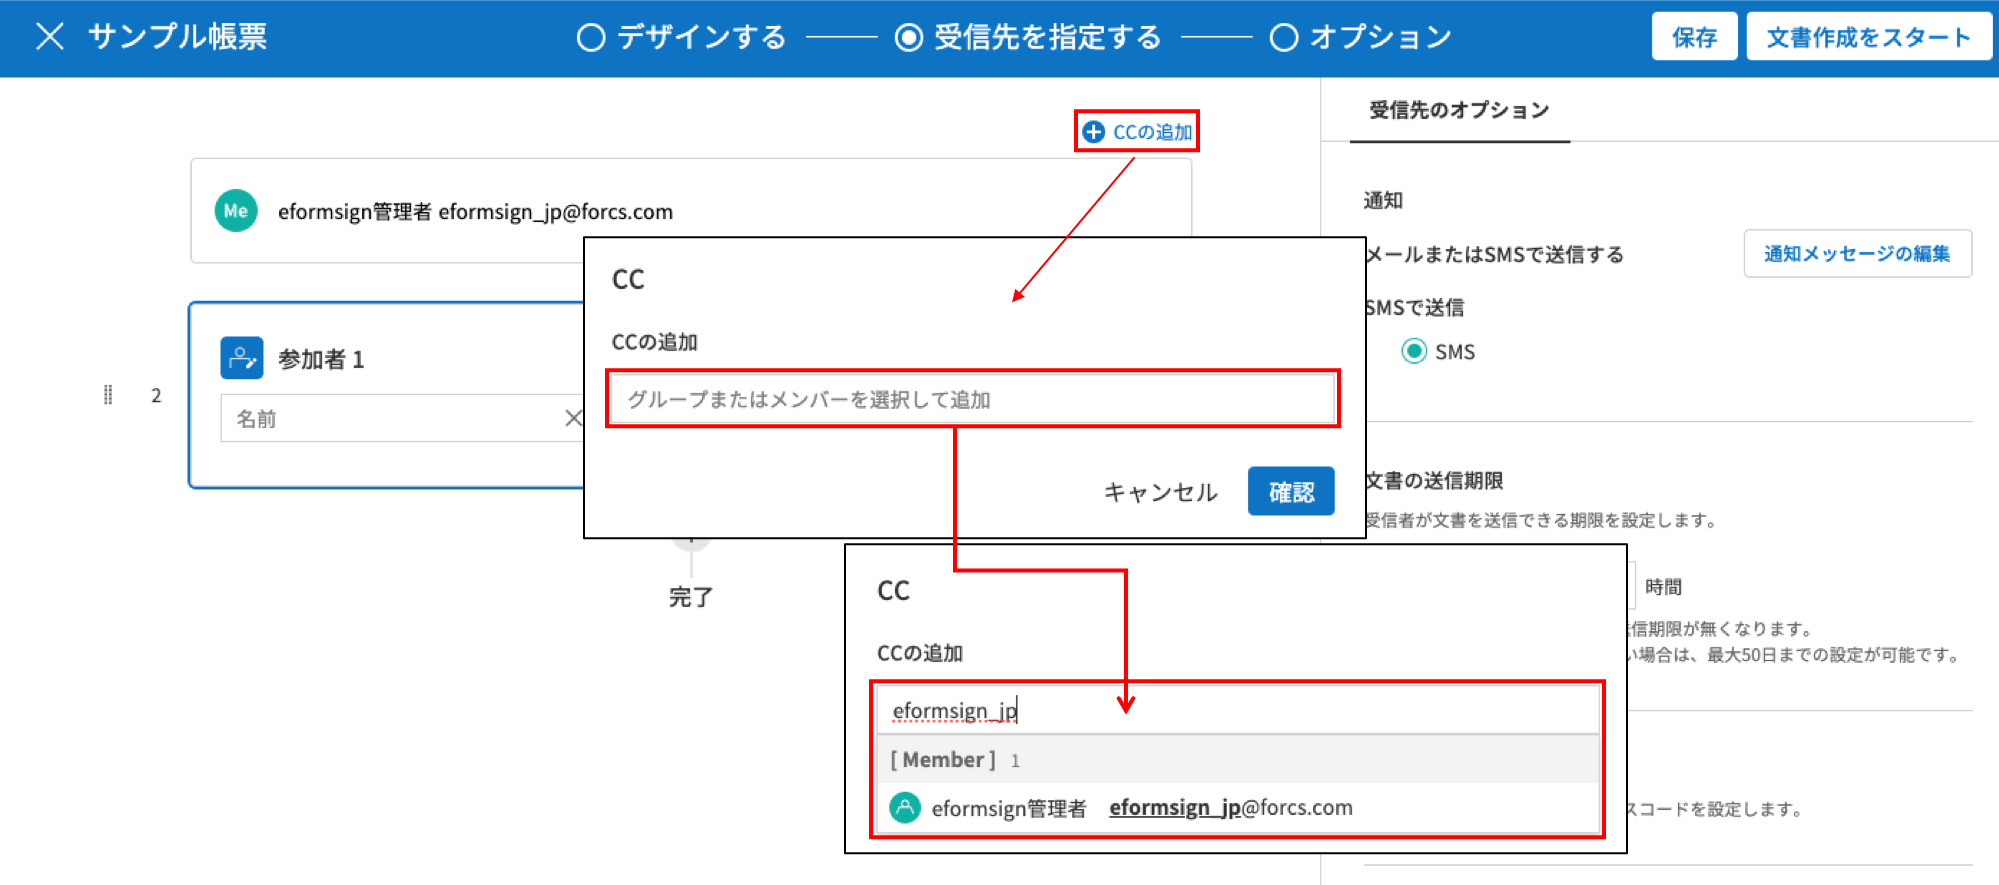 サンプル帳票
デザインする
受信先を指定する
オプション
保存
文書作成をスタート
CCの追加
Me
eformsign管理者 eformsign_jp@forcs.com
2
参加者 1
名前
完了
CC
CCの追加
グループまたはメンバーを選択して追加
キャンセル
確認
CC
CCの追加
eformsign_jp
[ Member ] 1
eformsign管理者 eformsign_jp@forcs.com
受信先のオプション
通知
メールまたはSMSで送信する
通知メッセージの編集
SMSで送信
SMS
文書の送信期限
受信者が文書を送信できる期限を設定します。
時間
信期限が無くなります。
い場合は、最大50日までの設定が可能です。
スコードを設定します。